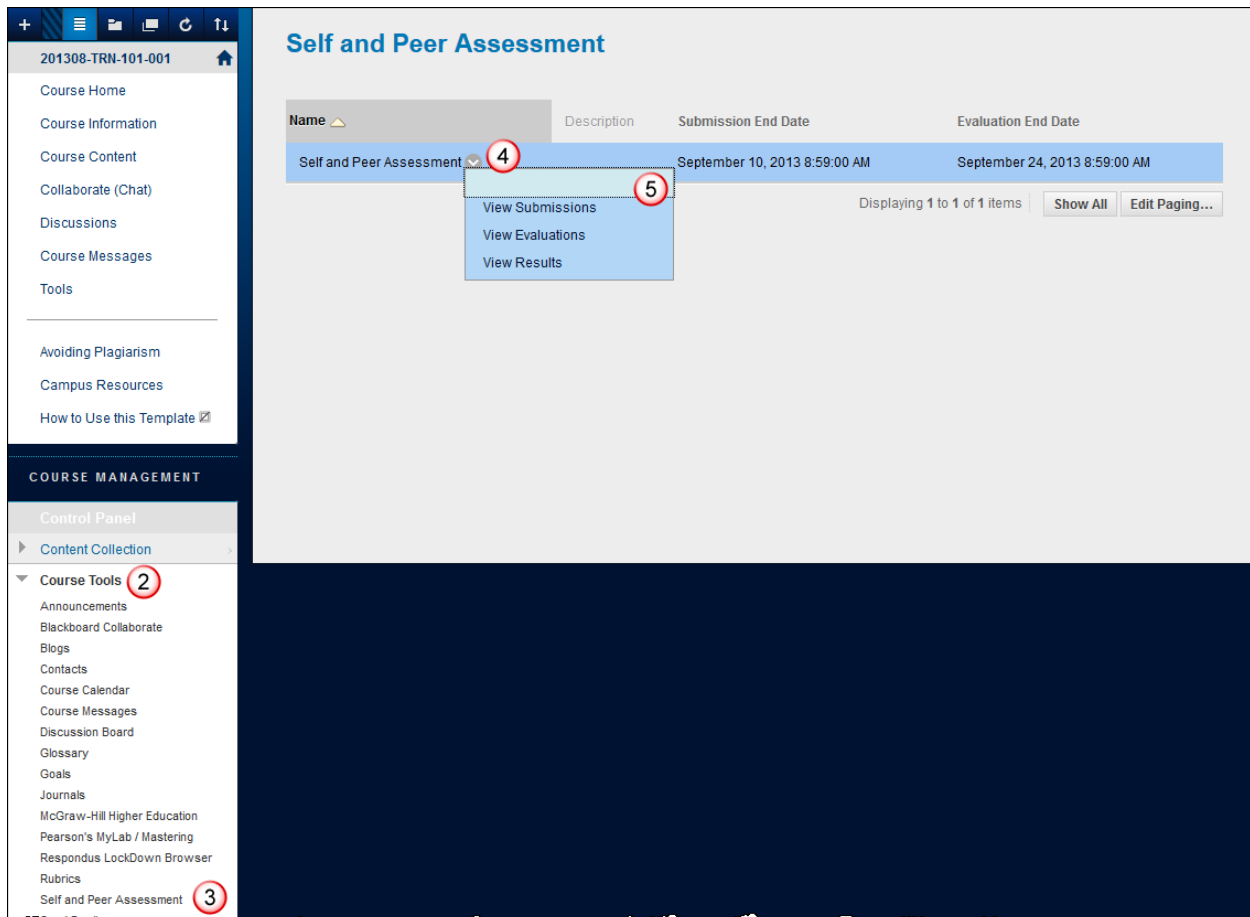 201308-TRN-101-001
Course Home
Course Information
Course Content
Collaborate (Chat)
Discussions
Course Messages
Tools
Avoiding Plagiarism
Campus Resources
How to Use this Template
COURSE MANAGEMENT
Control Panel
Content Collection
Course Tools 2
Announcements
Blackboard Collaborate
Blogs
Contacts
Course Calendar
Course Messages
Discussion Board
Glossary
Goals
Journals
McGraw-Hill Higher Education
Pearson's MyLab / Mastering
Respondus LockDown Browser
Rubrics
Self and Peer Assessment 3
Self and Peer Assessment
Name Description Submission End Date Evaluation End Date
Self and Peer Assessment 4 September 10, 2013 8:59:00 AM September 24, 2013 8:59:00 AM
5
View Submissions
View Evaluations
View Results
Displaying 1 to 1 of 1 items Show All Edit Paging...